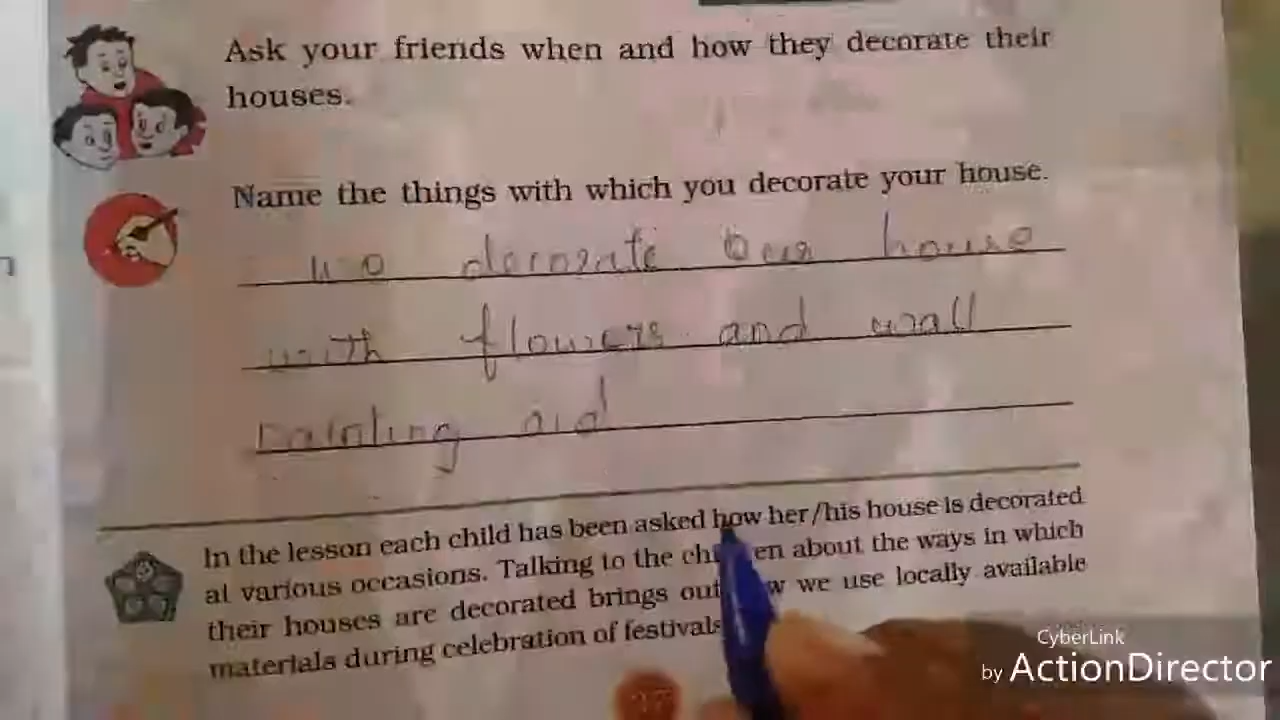 Ask your friends when and how they decorate their
houses.
Name the things with which you decorate your house.
we decorate our house
with flowers and wall
painting aid
In the lesson each child has been asked how her/his house is decorated
at various occasions. Talking to the children about the ways in which
their houses are decorated brings out how we use locally available
materials during celebration of festivals
CyberLink
by ActionDirector